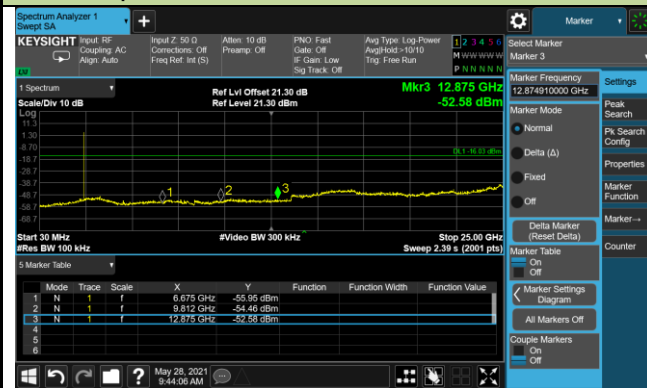 Spectrum Analyzer 1
Swept SA
Marker
KEYSIGHT
Input: RF
Coupling: AC
Align: Auto
Input Z: 50 Ω
Corrections: Off
Freq Ref: Int (S)
Atten: 10 dB
Preamp: Off
PNO: Fast
Gate: Off
IF Gain: Low
Sig Track: Off
Avg Type: Log-Power
Avg|Hold:>10/10
Trig: Free Run
1 2 3 4 5 6
M W W W W W
P N N N N N
Select Marker
Marker 3
1 Spectrum
Scale/Div 10 dB
Ref Lvl Offset 21.30 dB
Ref Level 21.30 dBm
Mkr3 12.875 GHz
-52.58 dBm
Log
11.3
1.30
-8.70
-18.7
-28.7
-38.7
-48.7
-58.7
-68.7
DL1 -16.03 dBm
1
2
3
Start 30 MHz
#Res BW 100 kHz
#Video BW 300 kHz
Stop 25.00 GHz
Sweep 2.39 s (2001 pts)
5 Marker Table
Mode Trace Scale X Y Function Function Width Function Value
1 N 1 f 6.675 GHz -55.95 dBm
2 N 1 f 9.812 GHz -54.46 dBm
3 N 1 f 12.875 GHz -52.58 dBm
4
5
6
Marker Frequency
12.874910000 GHz
Marker Mode
Normal
Delta (Δ)
Fixed
Off
Delta Marker
(Reset Delta)
Marker Table
On
Off
Marker Settings
Diagram
All Markers Off
Couple Markers
On
Off
Settings
Peak
Search
Pk Search
Config
Properties
Marker
Function
Marker→
Counter
May 28, 2021
9:44:06 AM